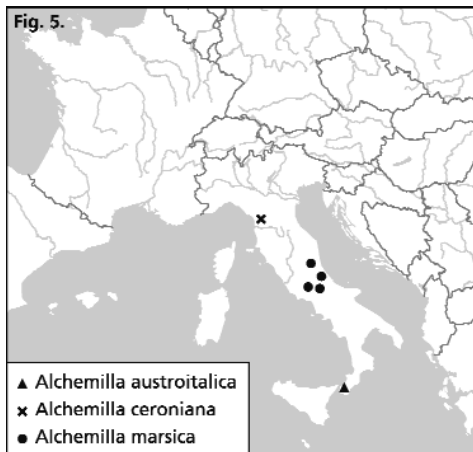 Fig. 5.
▲ Alchemilla austroitalica
✖ Alchemilla ceroniana
● Alchemilla marsica